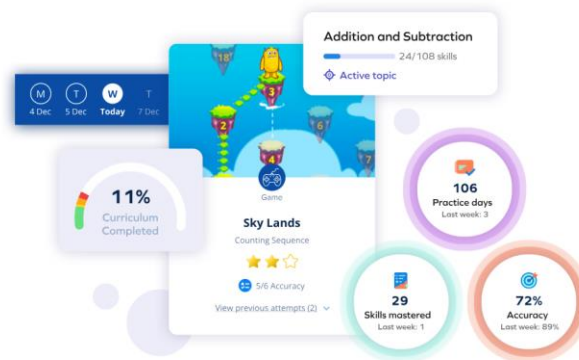 Addition and Subtraction
24/108 skills
Active topic
M
T
W
T
4 Dec
5 Dec
Today
7 Dec
18
3
2
6
4
7
11%
Curriculum
Completed
Game
Sky Lands
Counting Sequence
5/6 Accuracy
View previous attempts (2)
106
Practice days
Last week: 3
29
Skills mastered
Last week: 1
72%
Accuracy
Last week: 89%